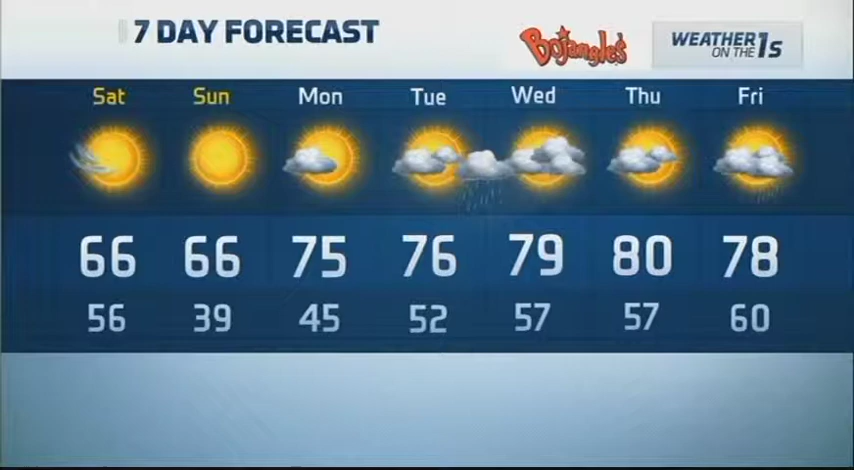 7 DAY FORECAST
Bojangles'
WEATHER
ON THE 1s
Sat Sun Mon Tue Wed Thu Fri
66 66 75 76 79 80 78
56 39 45 52 57 57 60